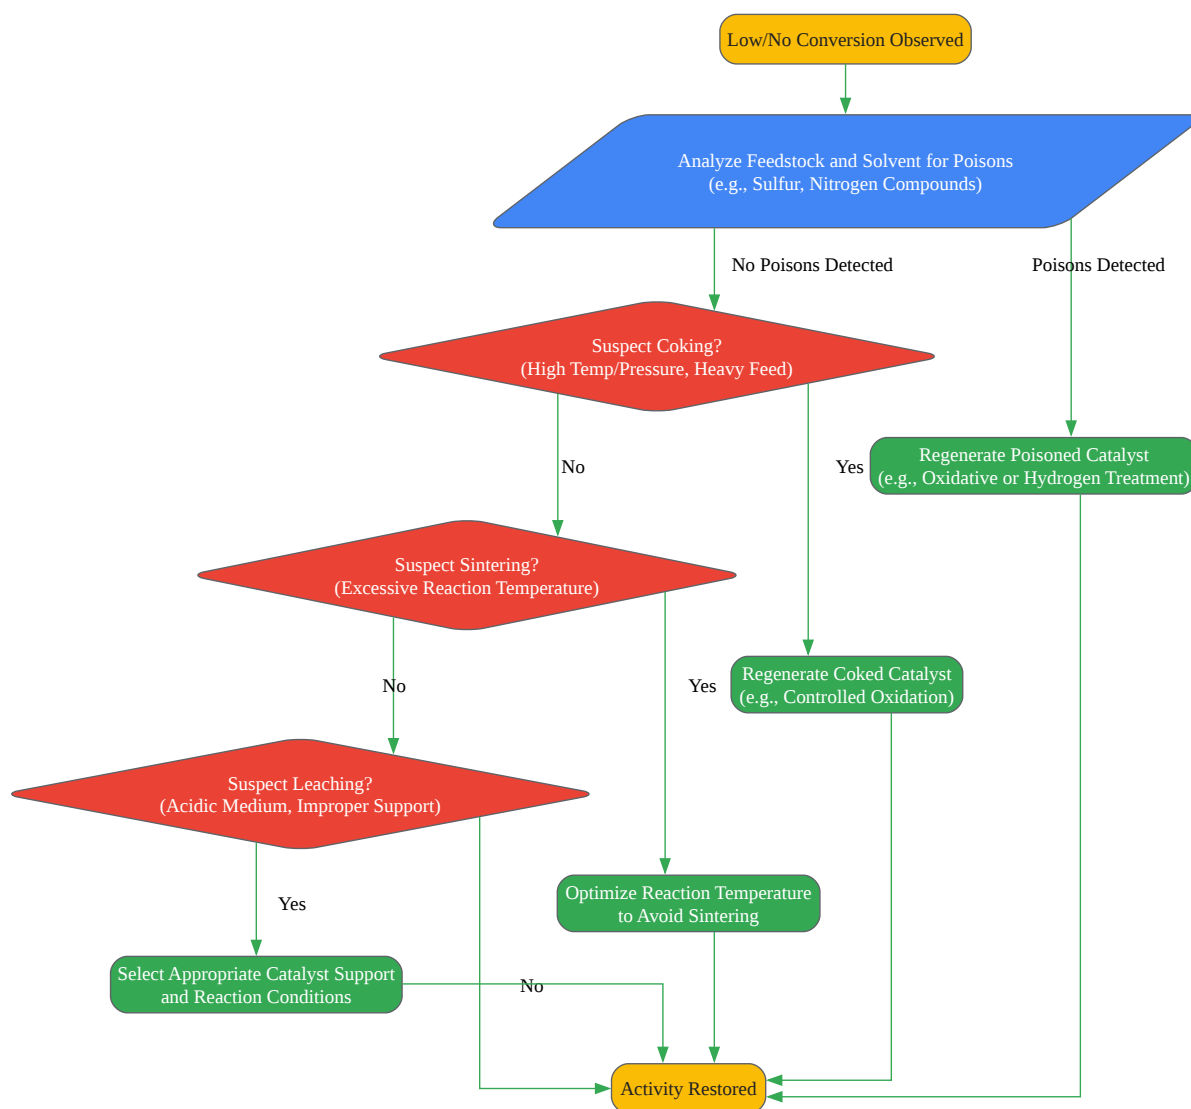 Low/No Conversion Observed
Analyze Feedstock and Solvent for Poisons
(e.g., Sulfur, Nitrogen Compounds)
No Poisons Detected
Poisons Detected
Suspect Coking?
(High Temp/Pressure, Heavy Feed)
No
Yes
Regenerate Poisoned Catalyst
(e.g., Oxidative or Hydrogen Treatment)
Suspect Sintering?
(Excessive Reaction Temperature)
No
Yes
Regenerate Coked Catalyst
(e.g., Controlled Oxidation)
Suspect Leaching?
(Acidic Medium, Improper Support)
Yes
Optimize Reaction Temperature
to Avoid Sintering
Select Appropriate Catalyst Support
and Reaction Conditions
No
Activity Restored